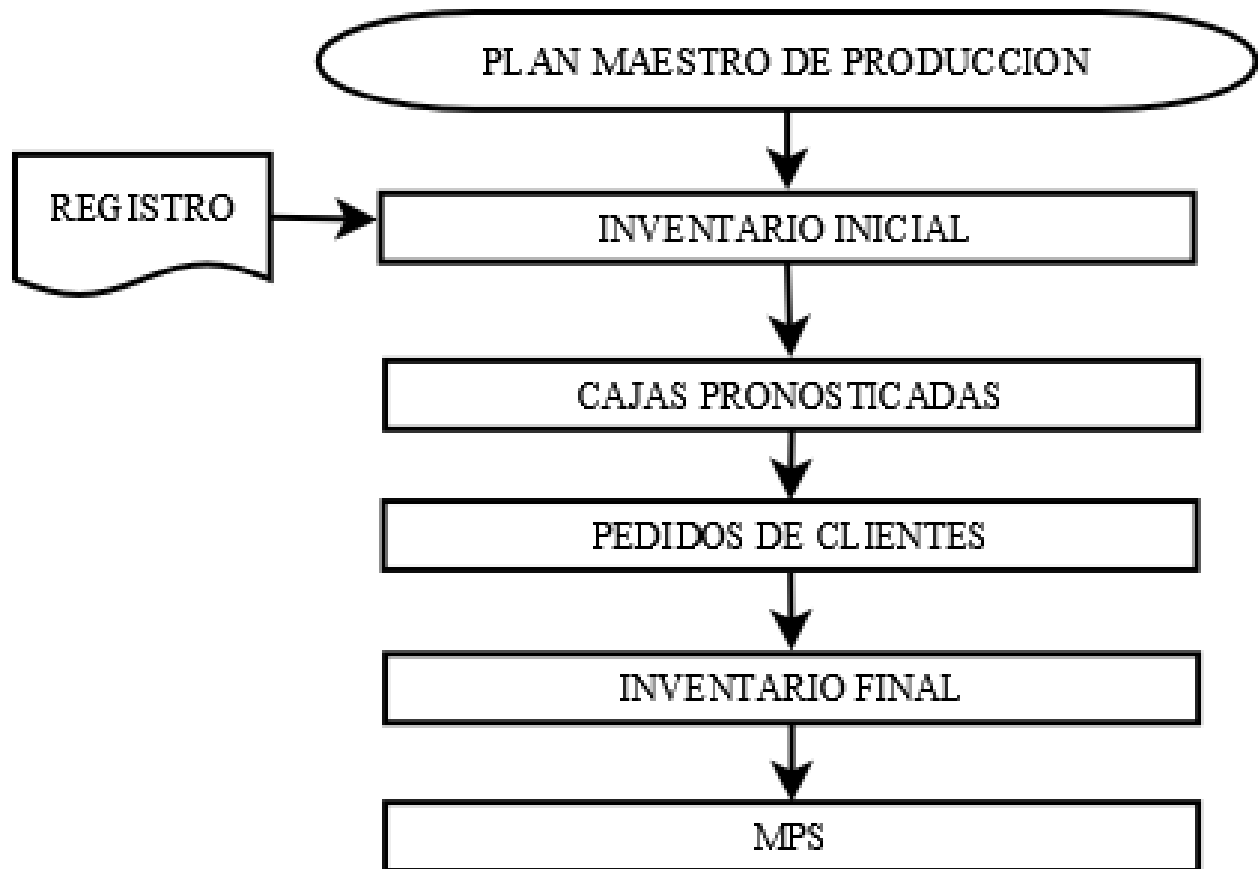 PLAN MAESTRO DE PRODUCCION
REGISTRO
INVENTARIO INICIAL
CAJAS PRONOSTICADAS
PEDIDOS DE CLIENTES
INVENTARIO FINAL
MPS